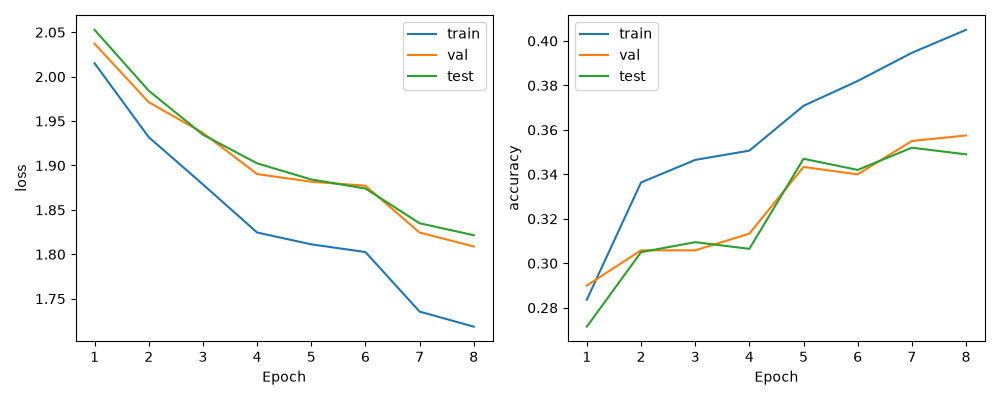 2.05
2.00
1.95
1.90
1.85
1.80
1.75
loss
1 2 3 4 5 6 7 8
Epoch
train
val
test
0.40
0.38
0.36
0.34
0.32
0.30
0.28
accuracy
1 2 3 4 5 6 7 8
Epoch
train
val
test